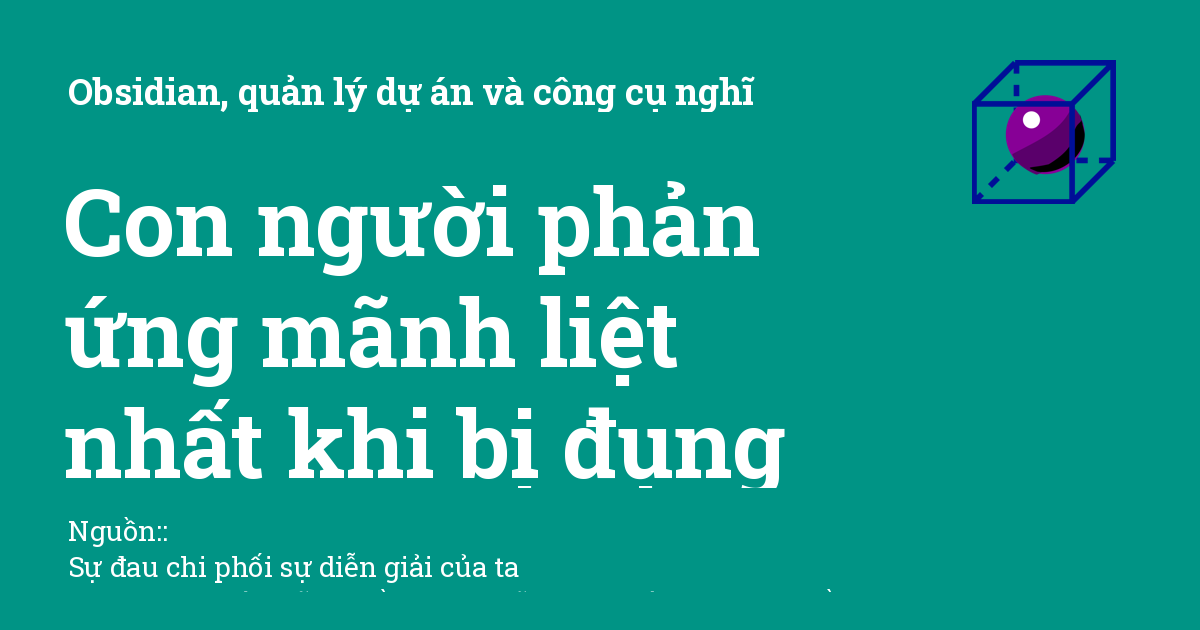 Obsidian, quản lý dự án và công cụ nghĩ
Con người phản
ứng mãnh liệt
nhất khi bị đụng
Nguồn::
Sự đau chi phối sự diễn giải của ta